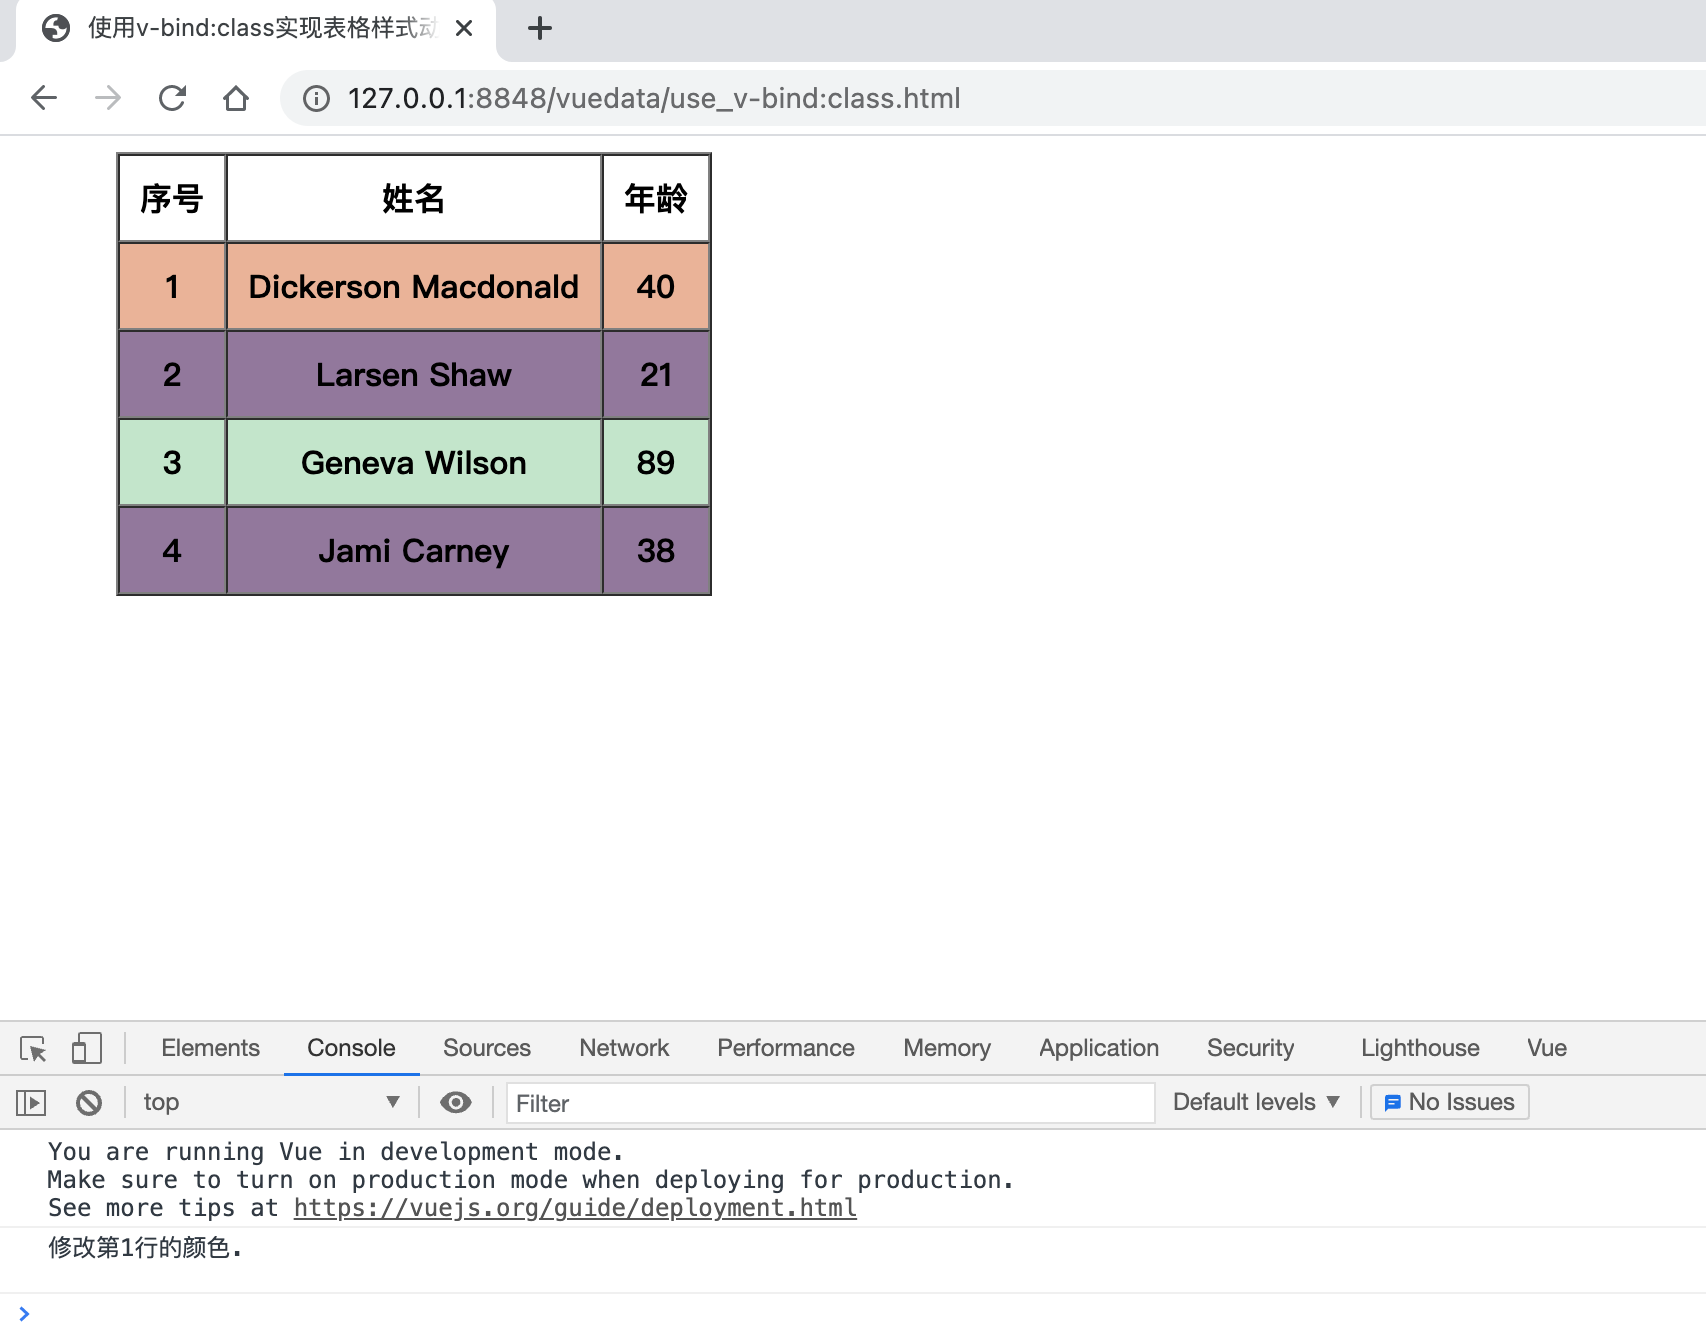 使用v-bind:class实现表格样式动
127.0.0.1:8848/vuedata/use_v-bind:class.html
序号 姓名 年龄
1 Dickerson Macdonald 40
2 Larsen Shaw 21
3 Geneva Wilson 89
4 Jami Carney 38
Elements Console Sources Network Performance Memory Application Security Lighthouse Vue
top Filter Default levels No Issues
You are running Vue in development mode.
Make sure to turn on production mode when deploying for production.
See more tips at https://vuejs.org/guide/deployment.html
修改第1行的颜色.